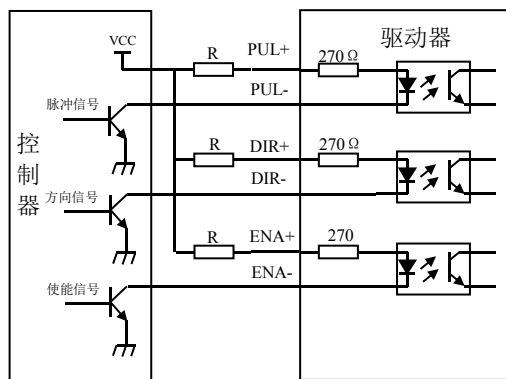 VCC
R
PUL+
270Ω
驱动器
PUL-
脉冲信号
控制器
R
DIR+
270Ω
DIR-
方向信号
R
ENA+
270
ENA-
使能信号